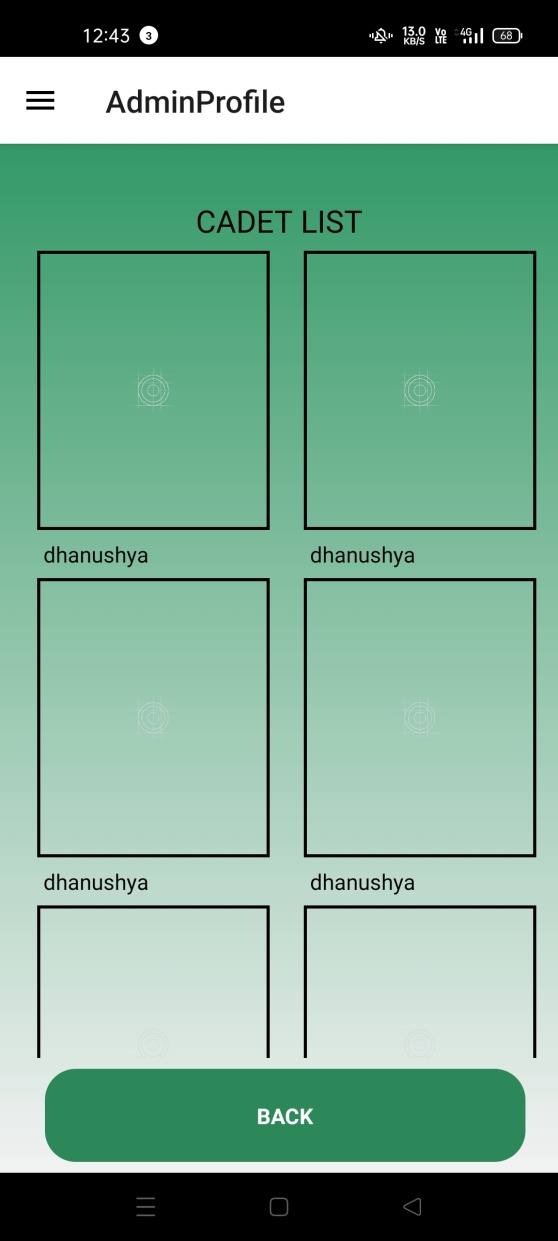 12:43 3 13.0 KB/S Vo LTE 4G 68
AdminProfile
CADET LIST
dhanushya dhanushya
dhanushya dhanushya
BACK